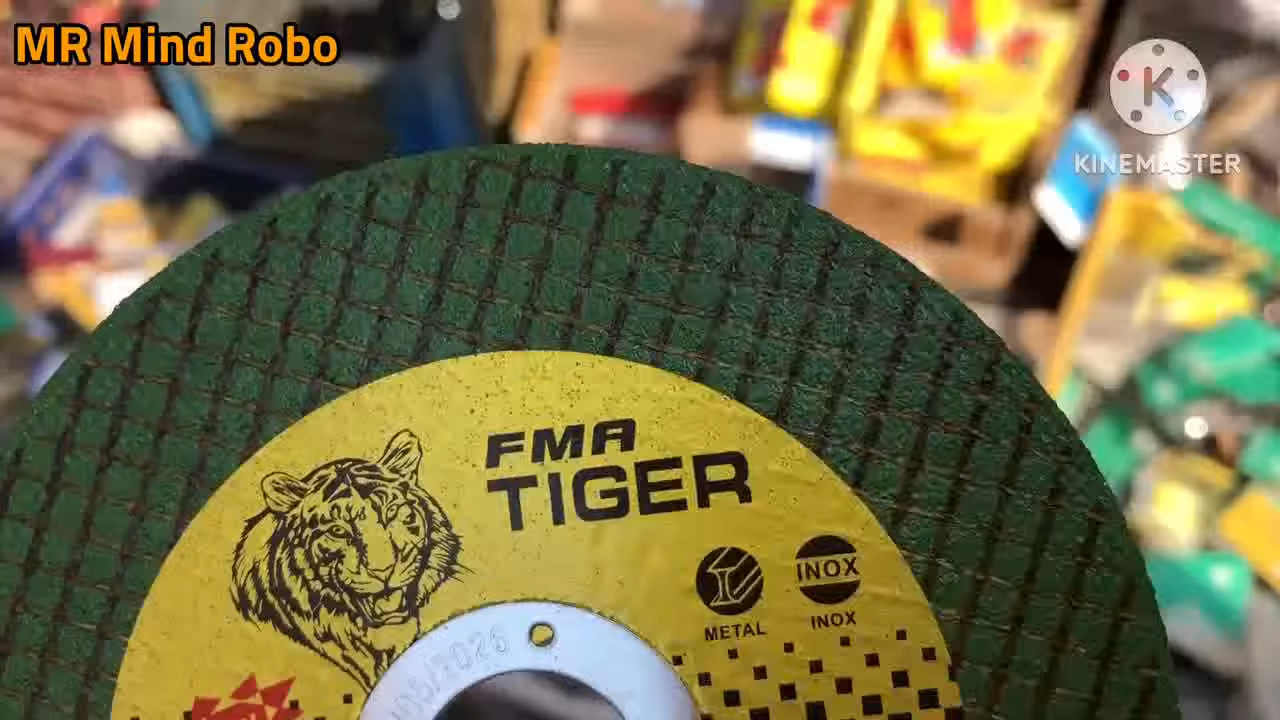 MR Mind Robo
K
KINEMASTER
FMA
TIGER
INOX
METAL
INOX